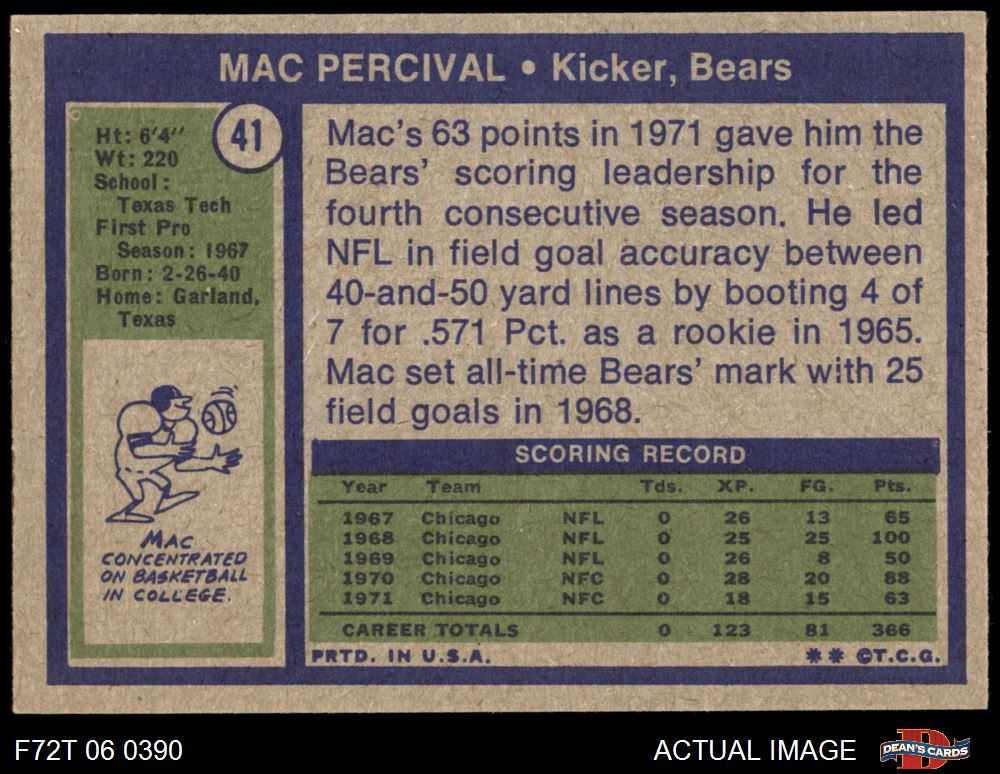 MAC PERCIVAL • Kicker, Bears
41
Ht: 6'4"
Wt: 220
School:
Texas Tech
First Pro
Season: 1967
Born: 2-26-40
Home: Garland,
Texas
MAC
CONCENTRATED
ON BASKETBALL
IN COLLEGE.
Mac's 63 points in 1971 gave him the
Bears' scoring leadership for the
fourth consecutive season. He led
NFL in field goal accuracy between
40-and-50 yard lines by booting 4 of
7 for .571 Pct. as a rookie in 1965.
Mac set all-time Bears' mark with 25
field goals in 1968.
SCORING RECORD
Year Team Tds. XP. FG. Pts.
1967 Chicago NFL 0 26 13 65
1968 Chicago NFL 0 25 25 100
1969 Chicago NFL 0 26 8 50
1970 Chicago NFC 0 28 20 88
1971 Chicago NFC 0 18 15 63
CAREER TOTALS 0 123 81 366
PRTD. IN U.S.A. ** ©T.C.G.
F72T 06 0390 ACTUAL IMAGE DEAN'S CARDS